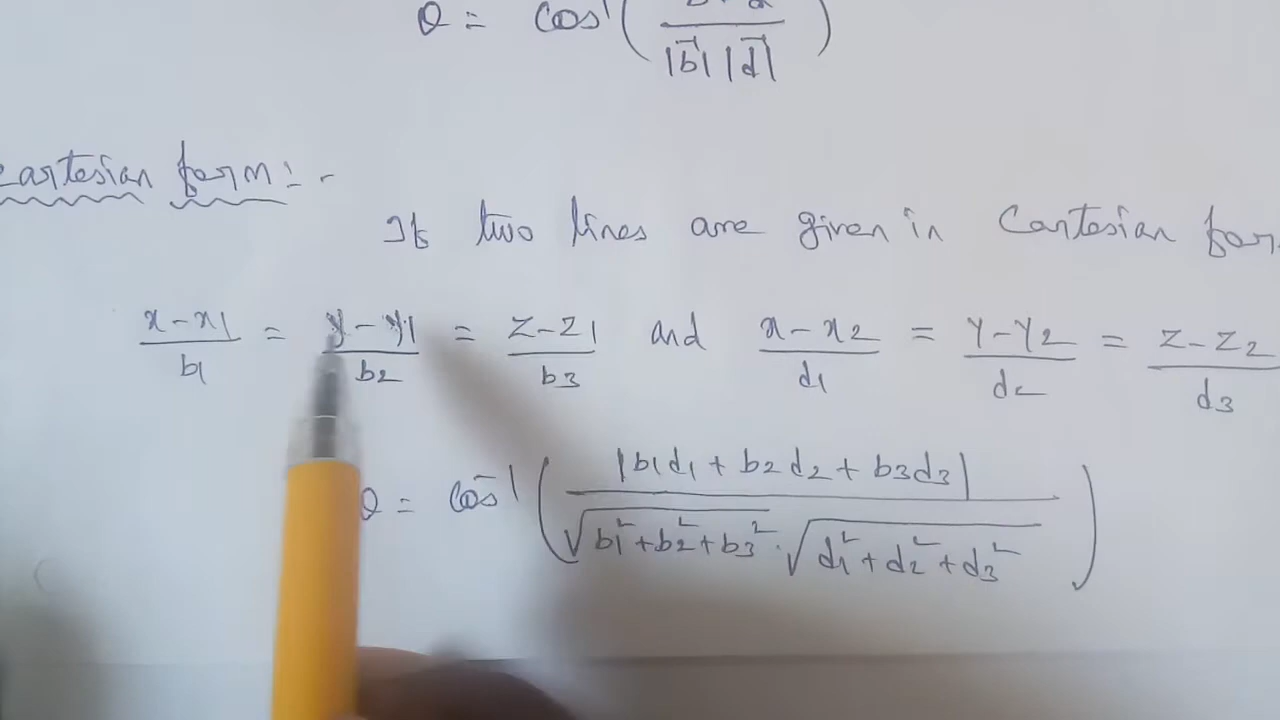 θ = cos⁻¹( b⃗ · d⃗ / |b⃗| |d⃗| )
Cartesian form:-
If two lines are given in Cartesian form
x-x1/b1 = y-y1/b2 = z-z1/b3 and x-x2/d1 = y-y2/d2 = z-z2/d3
θ = cos⁻¹( |b1d1 + b2d2 + b3d3| / √(b1²+b2²+b3²) · √(d1²+d2²+d3²) )